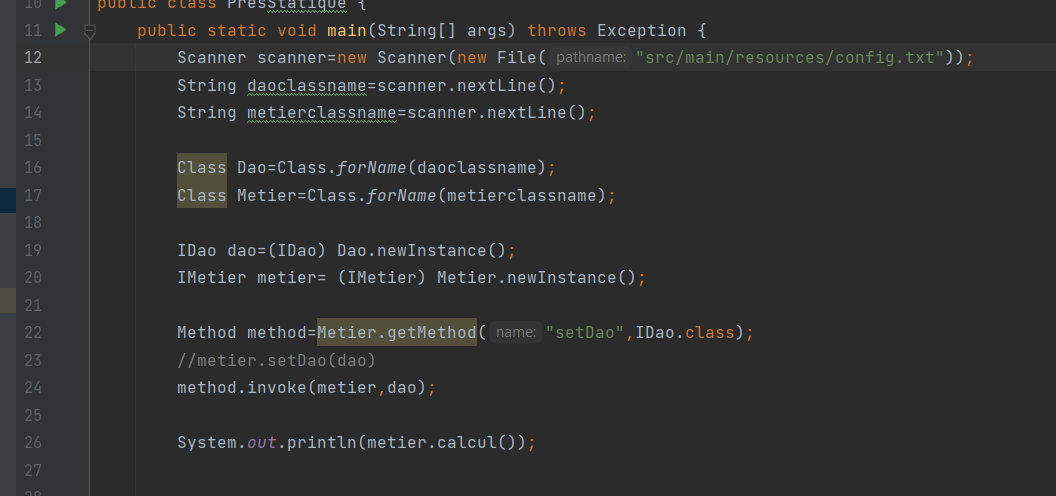 10 public class PresStatique {
11 public static void main(String[] args) throws Exception {
12 Scanner scanner=new Scanner(new File( pathname: "src/main/resources/config.txt"));
13 String daoclassname=scanner.nextLine();
14 String metierclassname=scanner.nextLine();
15
16 Class Dao=Class.forName(daoclassname);
17 Class Metier=Class.forName(metierclassname);
18
19 IDao dao=(IDao) Dao.newInstance();
20 IMetier metier= (IMetier) Metier.newInstance();
21
22 Method method=Metier.getMethod( name: "setDao",IDao.class);
23 //metier.setDao(dao)
24 method.invoke(metier,dao);
25
26 System.out.println(metier.calcul());
27
28